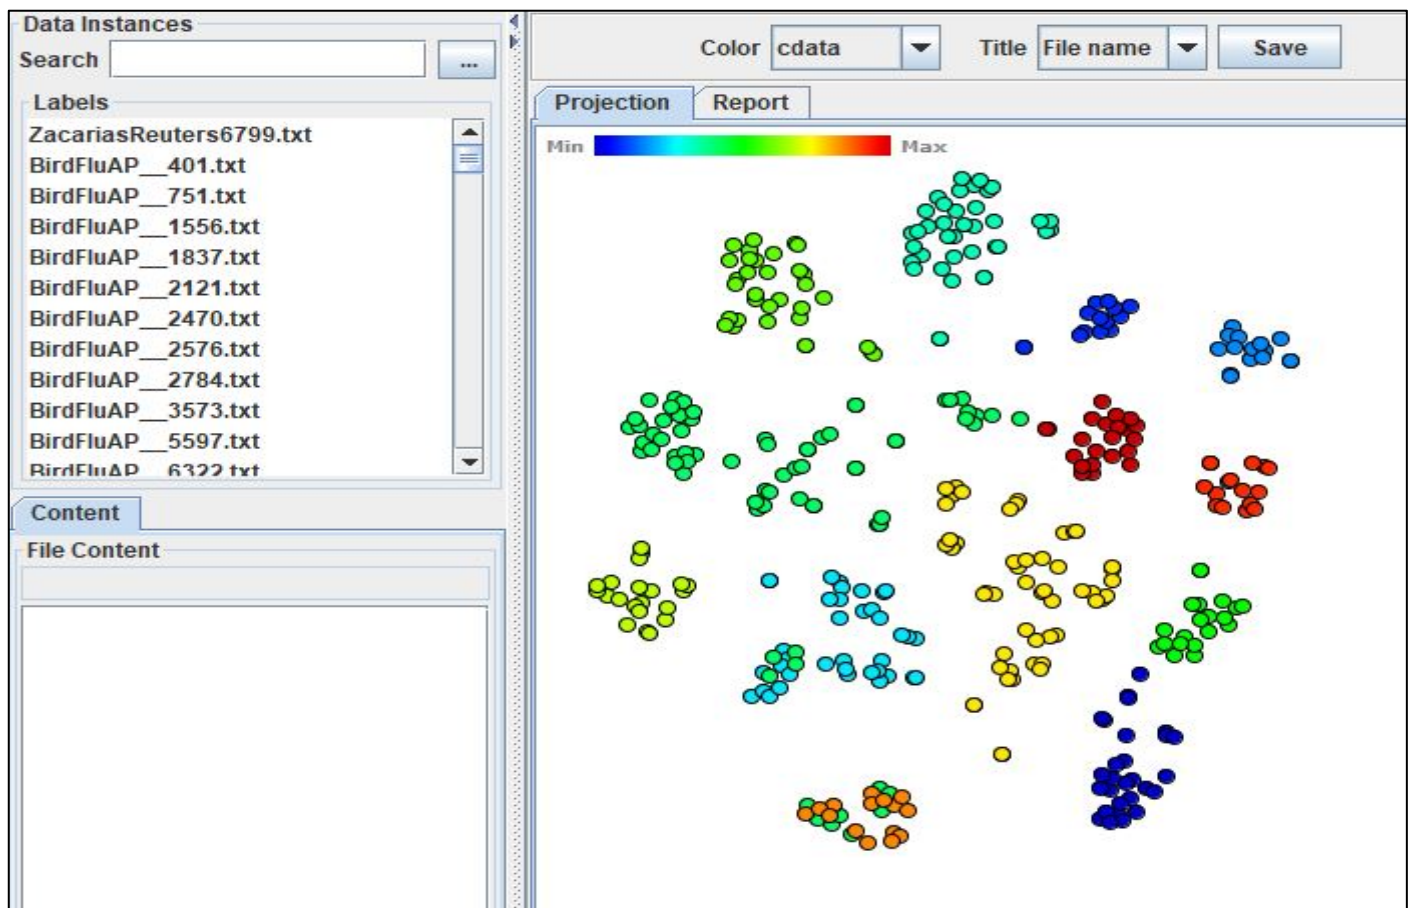 Data Instances
Search ...
Labels
ZacariasReuters6799.txt
BirdFluAP__401.txt
BirdFluAP__751.txt
BirdFluAP__1556.txt
BirdFluAP__1837.txt
BirdFluAP__2121.txt
BirdFluAP__2470.txt
BirdFluAP__2576.txt
BirdFluAP__2784.txt
BirdFluAP__3573.txt
BirdFluAP__5597.txt
BirdFluAP__6322.txt
Content
File Content
Color cdata Title File name Save
Projection Report
Min Max